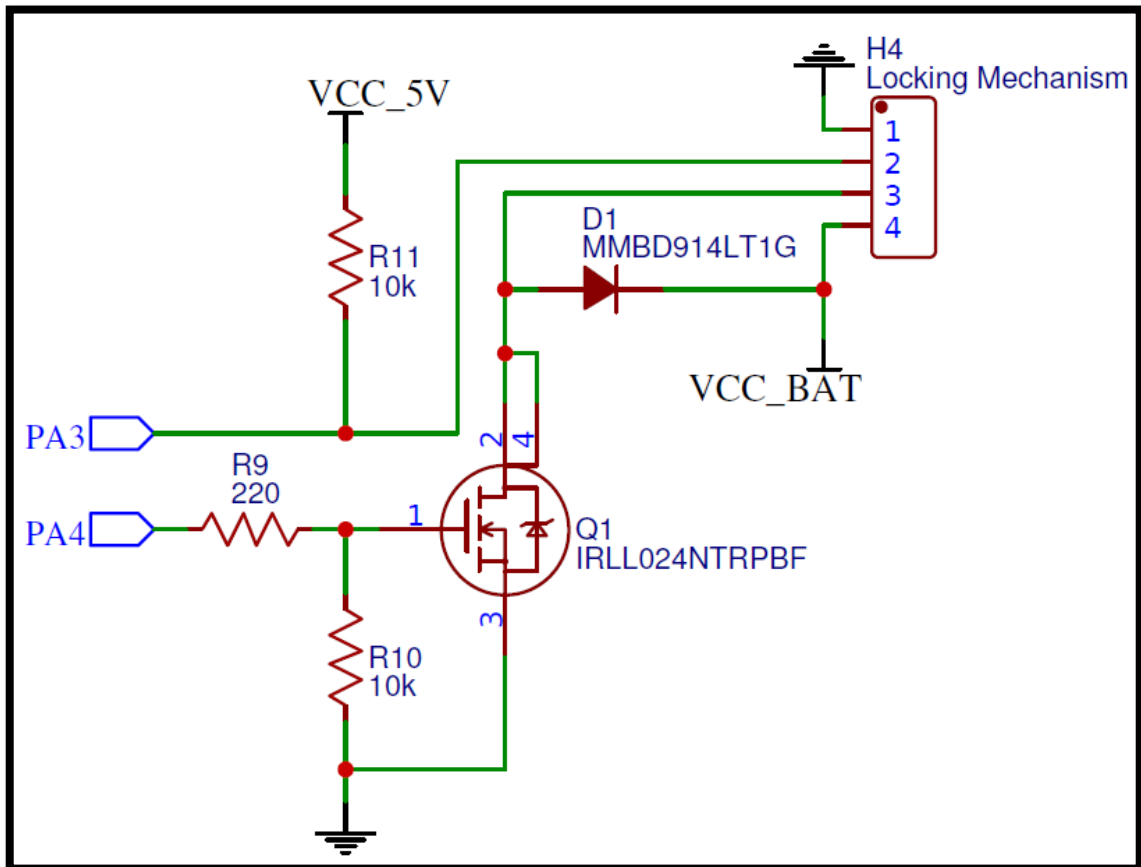 H4
Locking Mechanism
VCC_5V
1
2
3
4
D1
MMBD914LT1G
R11
10k
VCC_BAT
PA3
2
4
R9
220
PA4
1
Q1
IRLL024NTRPBF
3
R10
10k